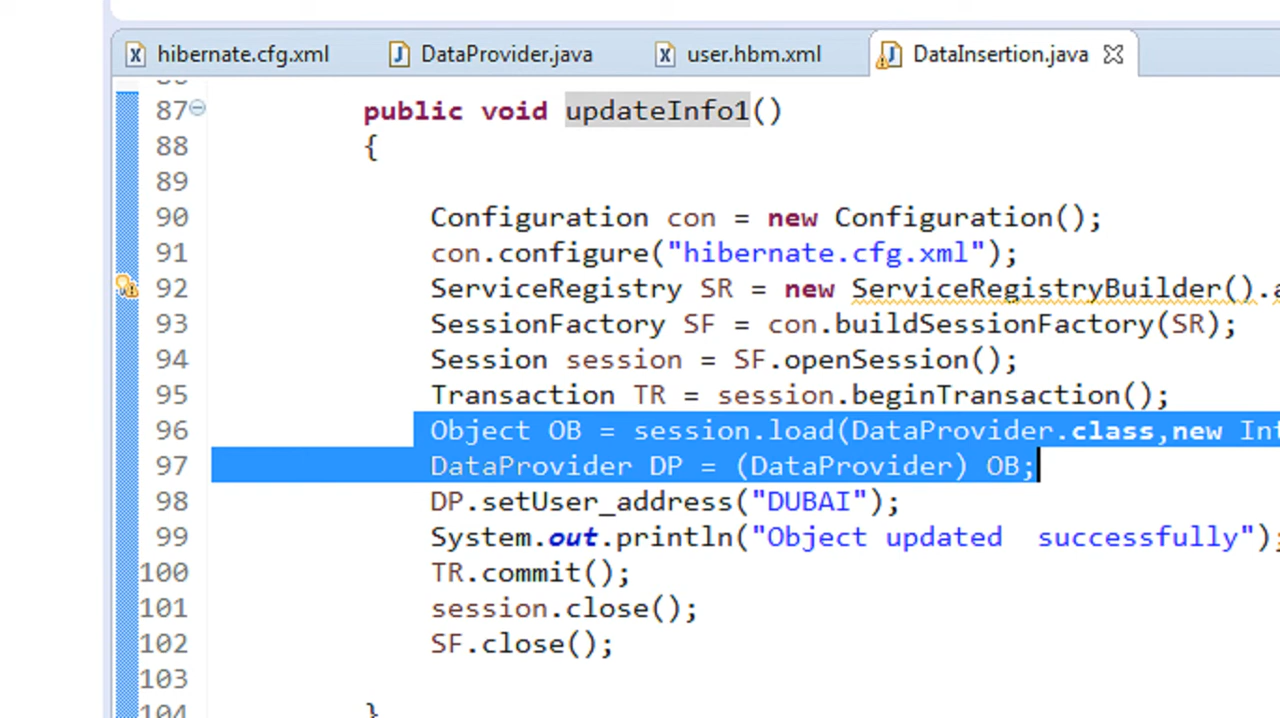 hibernate.cfg.xml DataProvider.java user.hbm.xml DataInsertion.java
87 public void updateInfo1()
88 {
89
90 Configuration con = new Configuration();
91 con.configure("hibernate.cfg.xml");
92 ServiceRegistry SR = new ServiceRegistryBuilder().a
93 SessionFactory SF = con.buildSessionFactory(SR);
94 Session session = SF.openSession();
95 Transaction TR = session.beginTransaction();
96 Object OB = session.load(DataProvider.class,new Int
97 DataProvider DP = (DataProvider) OB;
98 DP.setUser_address("DUBAI");
99 System.out.println("Object updated  successfully");
100 TR.commit();
101 session.close();
102 SF.close();
103
104 }